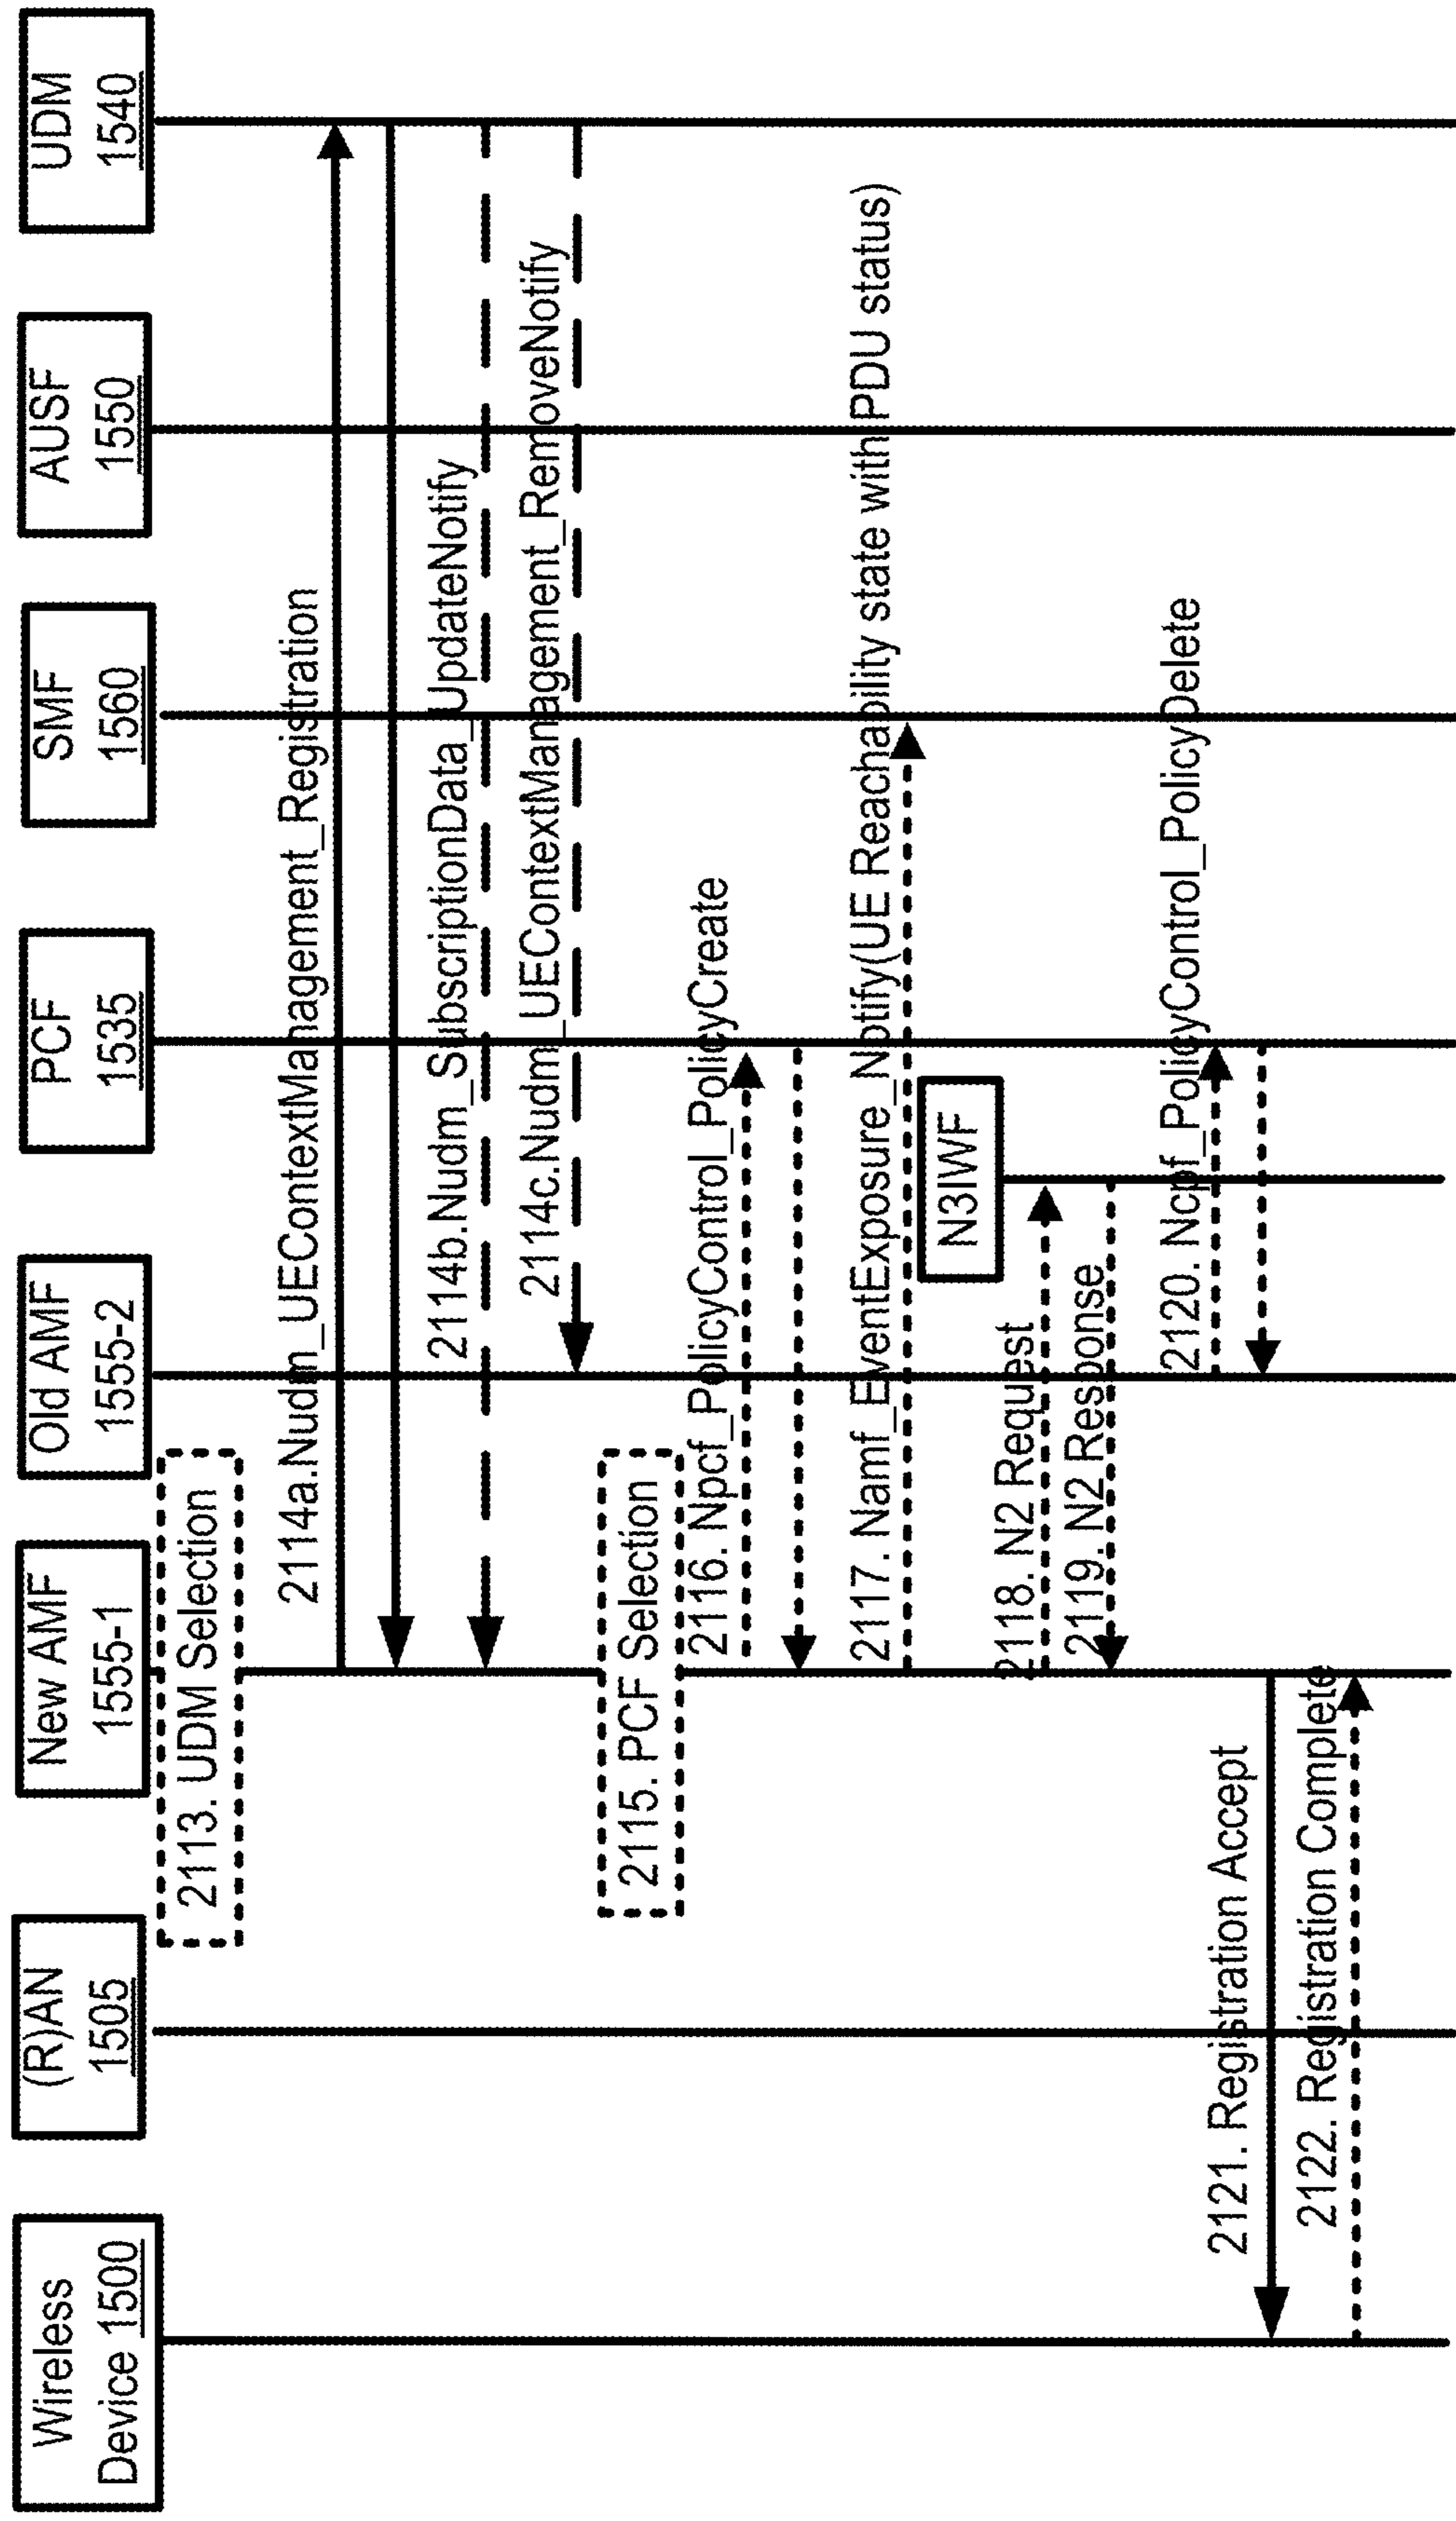 Wireless
Device 1500
(R)AN
1505
New AMF
1555-1
Old AMF
1555-2
PCF
1535
SMF
1560
AUSF
1550
UDM
1540
2113. UDM Selection
2114a.Nudm_UEContextManagement_Registration
2114b.Nudm_SubscriptionData_UpdateNotify
2114c.Nudm_UEContextManagement_RemoveNotify
2115. PCF Selection
2116. Npcf_PolicyControl_PolicyCreate
2117. Namf_EventExposure_Notify(UE Reachability state with PDU status)
N3IWF
2118. N2 Request
2119. N2 Response
2120. Ncpf_PolicyControl_PolicyDelete
2121. Registration Accept
2122. Registration Complete